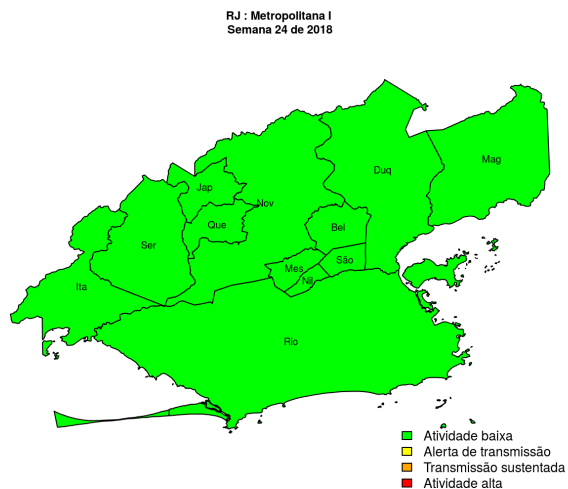 RJ : Metropolitana I
Semana 24 de 2018
Mag
Duq
Jap
Nov
Que
Bel
Ser
São
Mes
Nil
Ita
Rio
Atividade baixa
Alerta de transmissão
Transmissão sustentada
Atividade alta